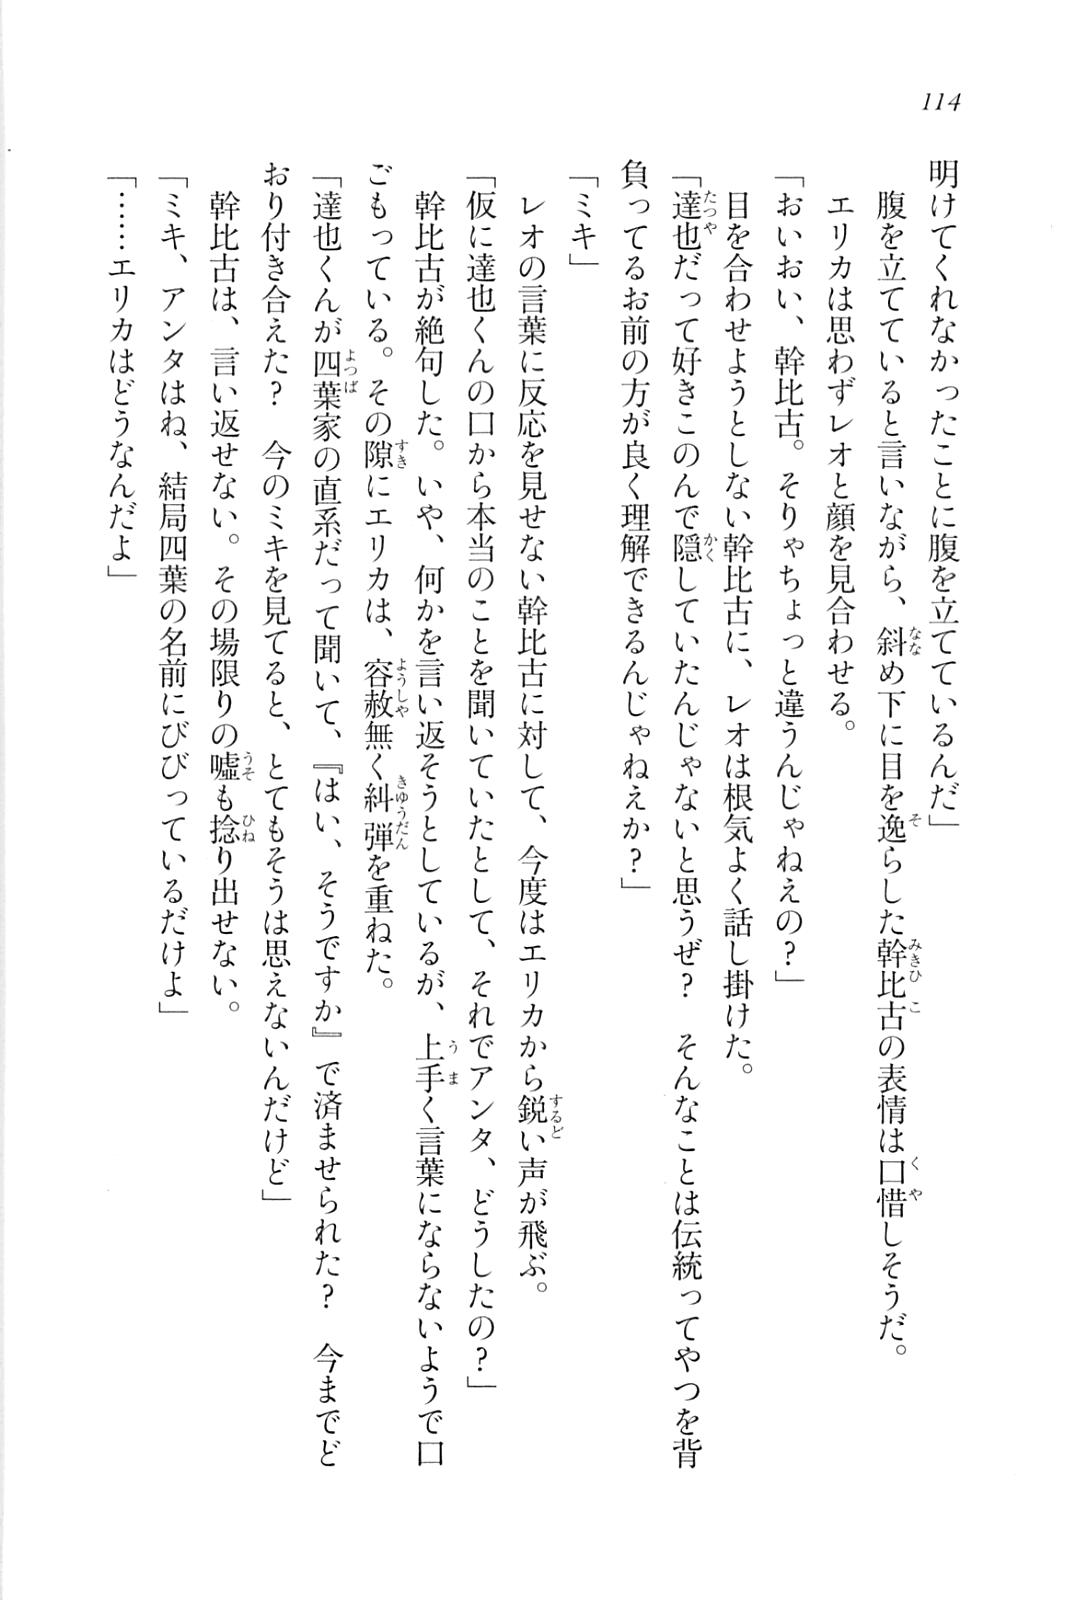 114
明けてくれなかったことに腹を立てているんだ」
　腹を立てていると言いながら、斜め下に目を逸らした幹比古の表情は口惜しそうだ。
　エリカは思わずレオと顔を見合わせる。
「おいおい、幹比古。そりゃちょっと違うんじゃねえの？」
　目を合わせようとしない幹比古に、レオは根気よく話し掛けた。
「達也だって好きこのんで隠していたんじゃないと思うぜ？　そんなことは伝統ってやつを背
負ってるお前の方が良く理解できるんじゃねえか？」
「ミキ」
　レオの言葉に反応を見せない幹比古に対して、今度はエリカから鋭い声が飛ぶ。
「仮に達也くんの口から本当のことを聞いていたとして、それでアンタ、どうしたの？」
　幹比古が絶句した。いや、何かを言い返そうとしているが、上手く言葉にならないようで口
ごもっている。その隙にエリカは、容赦無く糾弾を重ねた。
「達也くんが四葉家の直系だって聞いて、『はい、そうですか』で済ませられた？　今までど
おり付き合えた？　今のミキを見てると、とてもそうは思えないんだけど」
　幹比古は、言い返せない。その場限りの嘘も捻り出せない。
「ミキ、アンタはね、結局四葉の名前にびびっているだけよ」
「……エリカはどうなんだよ」